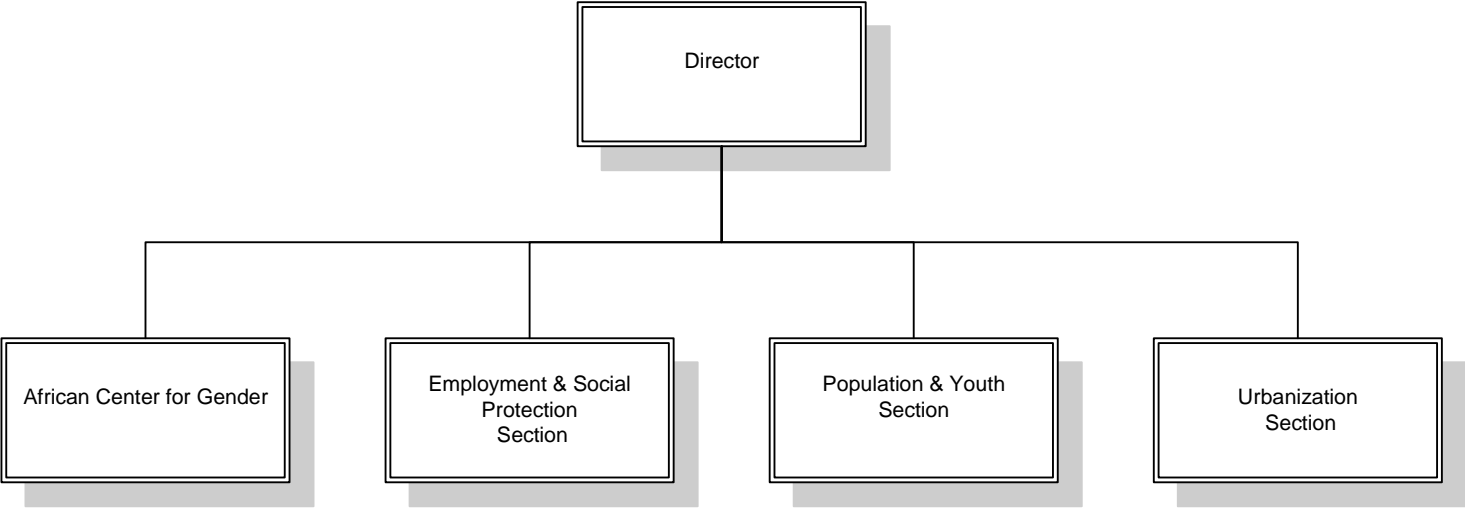 Director
African Center for Gender
Employment & Social
Protection
Section
Population & Youth
Section
Urbanization
Section